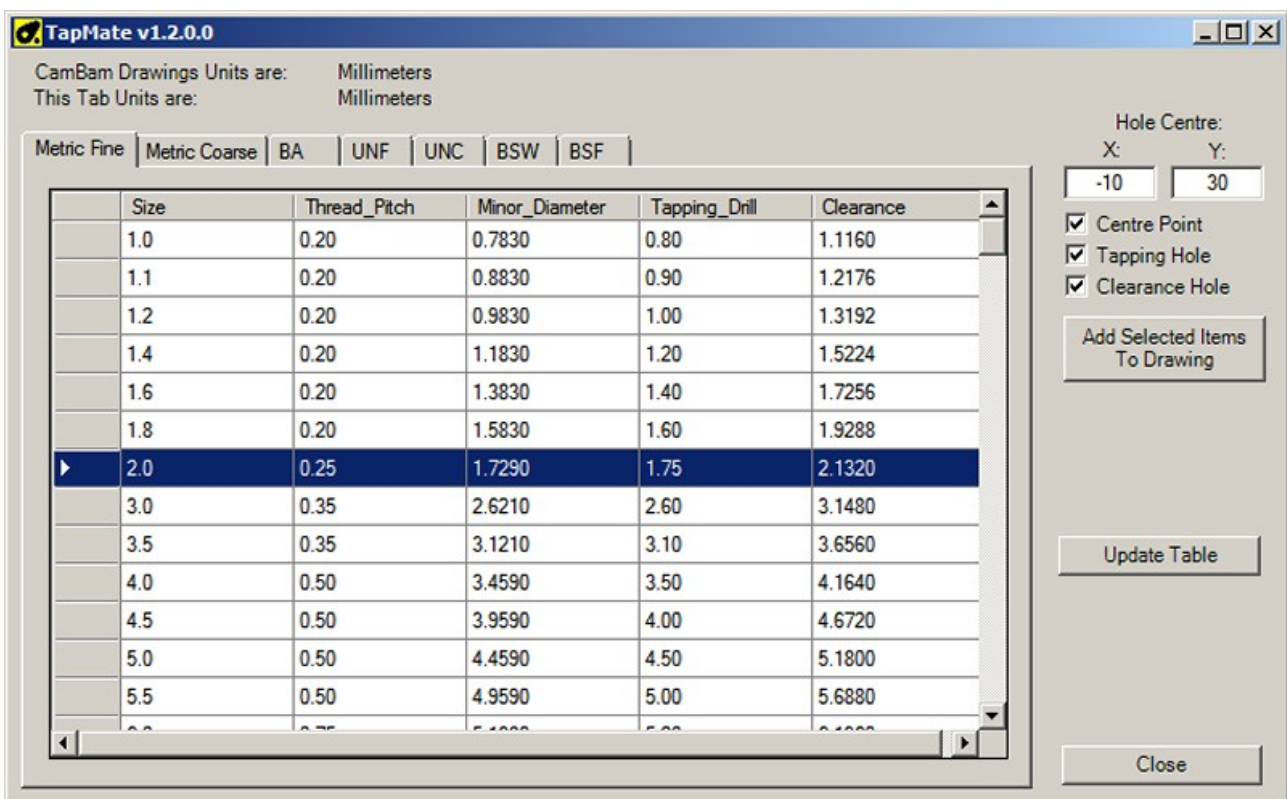 TapMate v1.2.0.0
CamBam Drawings Units are: Millimeters
This Tab Units are: Millimeters
Metric Fine Metric Coarse BA UNF UNC BSW BSF
Size Thread_Pitch Minor_Diameter Tapping_Drill Clearance
1.0 0.20 0.7830 0.80 1.1160
1.1 0.20 0.8830 0.90 1.2176
1.2 0.20 0.9830 1.00 1.3192
1.4 0.20 1.1830 1.20 1.5224
1.6 0.20 1.3830 1.40 1.7256
1.8 0.20 1.5830 1.60 1.9288
2.0 0.25 1.7290 1.75 2.1320
3.0 0.35 2.6210 2.60 3.1480
3.5 0.35 3.1210 3.10 3.6560
4.0 0.50 3.4590 3.50 4.1640
4.5 0.50 3.9590 4.00 4.6720
5.0 0.50 4.4590 4.50 5.1800
5.5 0.50 4.9590 5.00 5.6880
Hole Centre:
X: Y:
-10 30
Centre Point
Tapping Hole
Clearance Hole
Add Selected Items
To Drawing
Update Table
Close